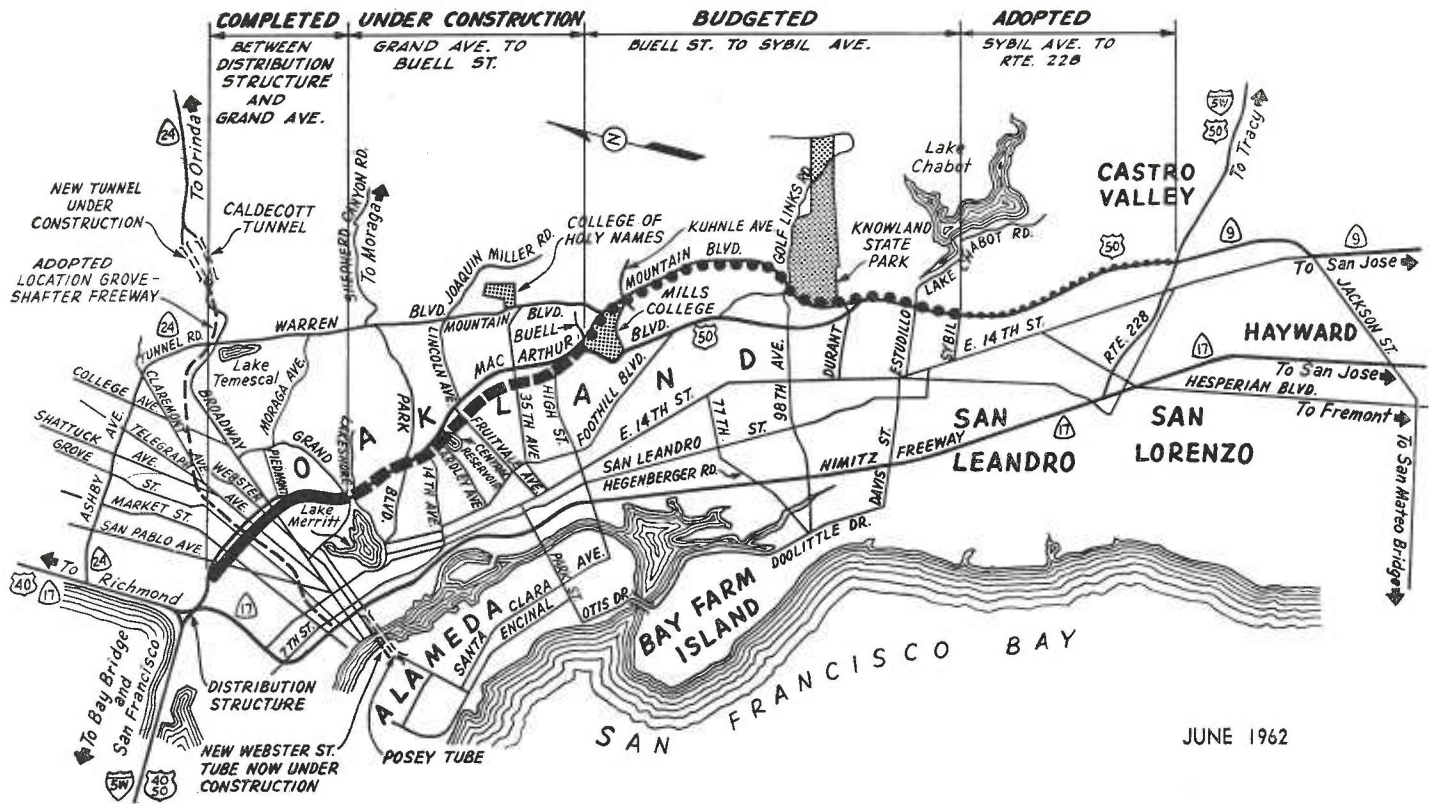 COMPLETED
BETWEEN
DISTRIBUTION
STRUCTURE
AND
GRAND AVE.
UNDER CONSTRUCTION
GRAND AVE. TO
BUELL ST.
BUDGETED
BUELL ST. TO SYBIL AVE.
ADOPTED
SYBIL AVE. TO
RTE. 228
24
To Orinda
NEW TUNNEL
UNDER
CONSTRUCTION
CALDECOTT
TUNNEL
ADOPTED
LOCATION GROVE-
SHAFTER FREEWAY
SHEPHERD CANYON RD.
To Moraga
N
JOAQUIN MILLER RD.
COLLEGE OF
HOLY NAMES
KUHNLE AVE.
MOUNTAIN
BLVD.
GOLF LINKS RD.
KNOWLAND
STATE
PARK
Lake
Chabot
LAKE CHABOT RD.
CASTRO
VALLEY
5W
50
To Tracy
50
9
9
To San Jose
JACKSON ST.
24
TUNNEL RD.
WARREN
BLVD.
MOUNTAIN
BLVD.
BUELL
MILLS
COLLEGE
BLVD.
50
MAC
ARTHUR
Lake
Temescal
MORAGA AVE.
LINCOLN AVE.
PARK
BLVD.
COLLEGE
AVE.
CLAREMONT
AVE.
BROADWAY
SHATTUCK
AVE.
TELEGRAPH
AVE.
GROVE
ST.
WEBSTER
AVE.
PIEDMONT
GRAND
LAKESHORE
MARKET ST.
SAN PABLO AVE.
ASHBY
AVE.
24
Lake
Merritt
14TH AVE.
FRUITVALE AVE.
CENTRAL
RESERVOIR
ARDLEY AVE.
35TH AVE
HIGH
ST.
FOOTHILL BLVD.
E. 14TH ST.
OAKLAND
77TH.
98TH AVE.
DURANT
ESTUDILLO
SYBIL
E. 14TH ST.
RTE. 228
HAYWARD
17
To San Jose
HESPERIAN BLVD.
To Fremont
To San Mateo Bridge
SAN LEANDRO ST.
HEGENBERGER RD.
NIMITZ
FREEWAY
17
DAVIS ST.
DOOLITTLE DR.
SAN
LEANDRO
SAN
LORENZO
To Richmond
40
17
17
7TH ST.
To Bay Bridge
and
San Francisco
5W
40
50
DISTRIBUTION
STRUCTURE
NEW WEBSTER ST.
TUBE NOW UNDER
CONSTRUCTION
POSEY TUBE
ALAMEDA
SANTA CLARA AVE.
ENCINAL
PARK ST.
OTIS DR.
BAY FARM
ISLAND
SAN FRANCISCO BAY
JUNE 1962